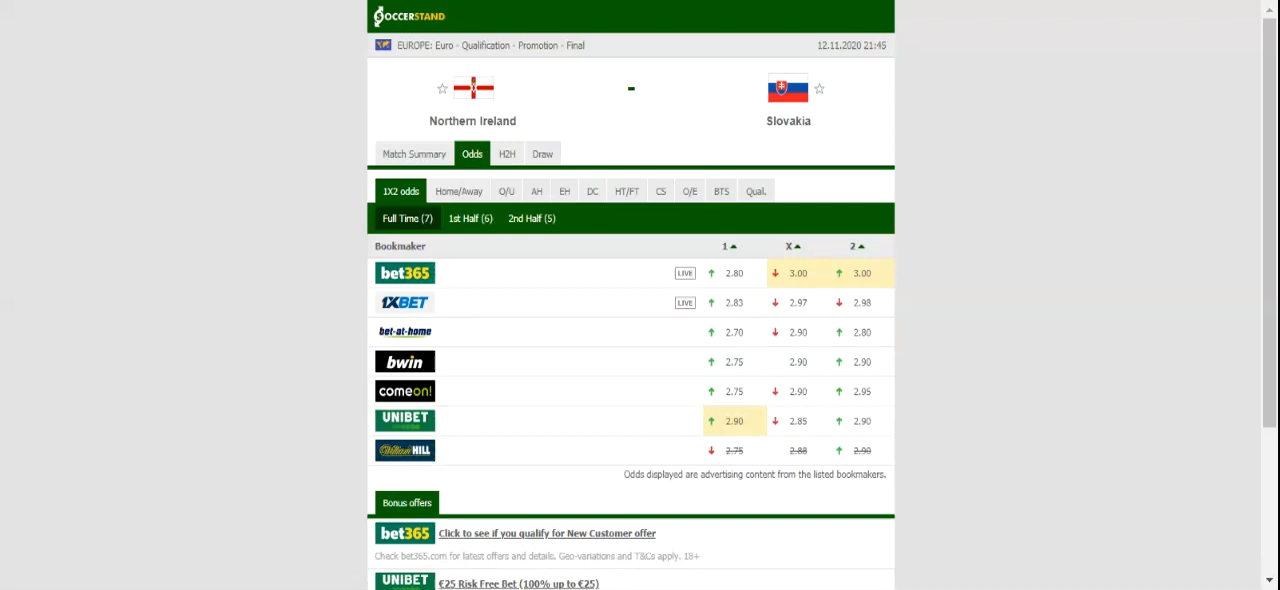 SOCCERSTAND
EUROPE: Euro - Qualification - Promotion - Final 12.11.2020 21:45
-
Northern Ireland Slovakia
Match Summary Odds H2H Draw
1X2 odds Home/Away O/U AH EH DC HT/FT CS O/E BTS Qual.
Full Time (7) 1st Half (6) 2nd Half (5)
Bookmaker 1 X 2
bet365 LIVE 2.80 3.00 3.00
1XBET LIVE 2.83 2.97 2.98
bet-at-home 2.70 2.90 2.80
bwin 2.75 2.90 2.90
comeon! 2.75 2.90 2.95
UNIBET 2.90 2.85 2.90
William HILL 2.75 2.88 2.90
Odds displayed are advertising content from the listed bookmakers.
Bonus offers
bet365 Click to see if you qualify for New Customer offer
Check bet365.com for latest offers and details. Geo-variations and T&Cs apply. 18+
UNIBET €25 Risk Free Bet (100% up to €25)